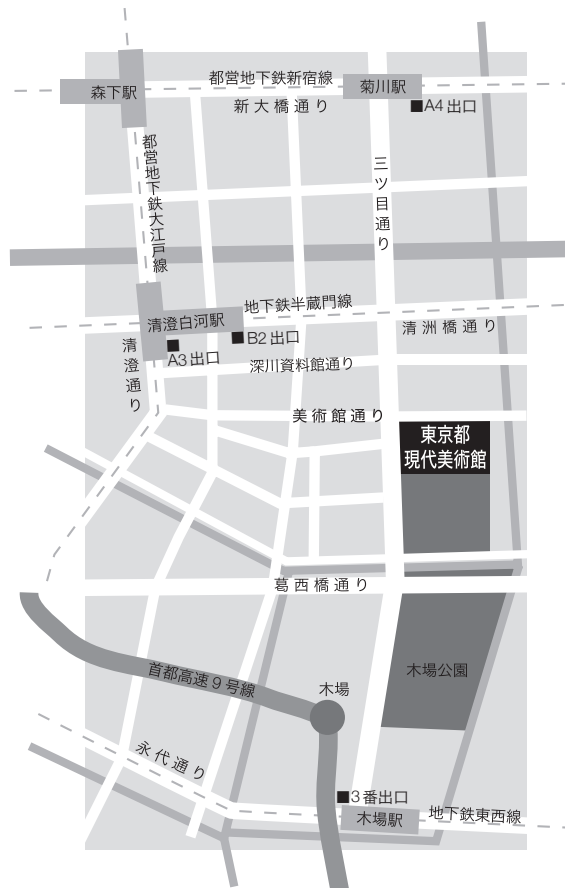 都営地下鉄新宿線
森下駅
菊川駅
新大橋通り
■A4出口
都営地下鉄大江戸線
三ツ目通り
地下鉄半蔵門線
清澄白河駅
清洲橋通り
■B2出口
A3出口
清澄通り
深川資料館通り
美術館通り
東京都
現代美術館
葛西橋通り
木場公園
首都高速9号線
木場
永代通り
■3番出口
木場駅
地下鉄東西線